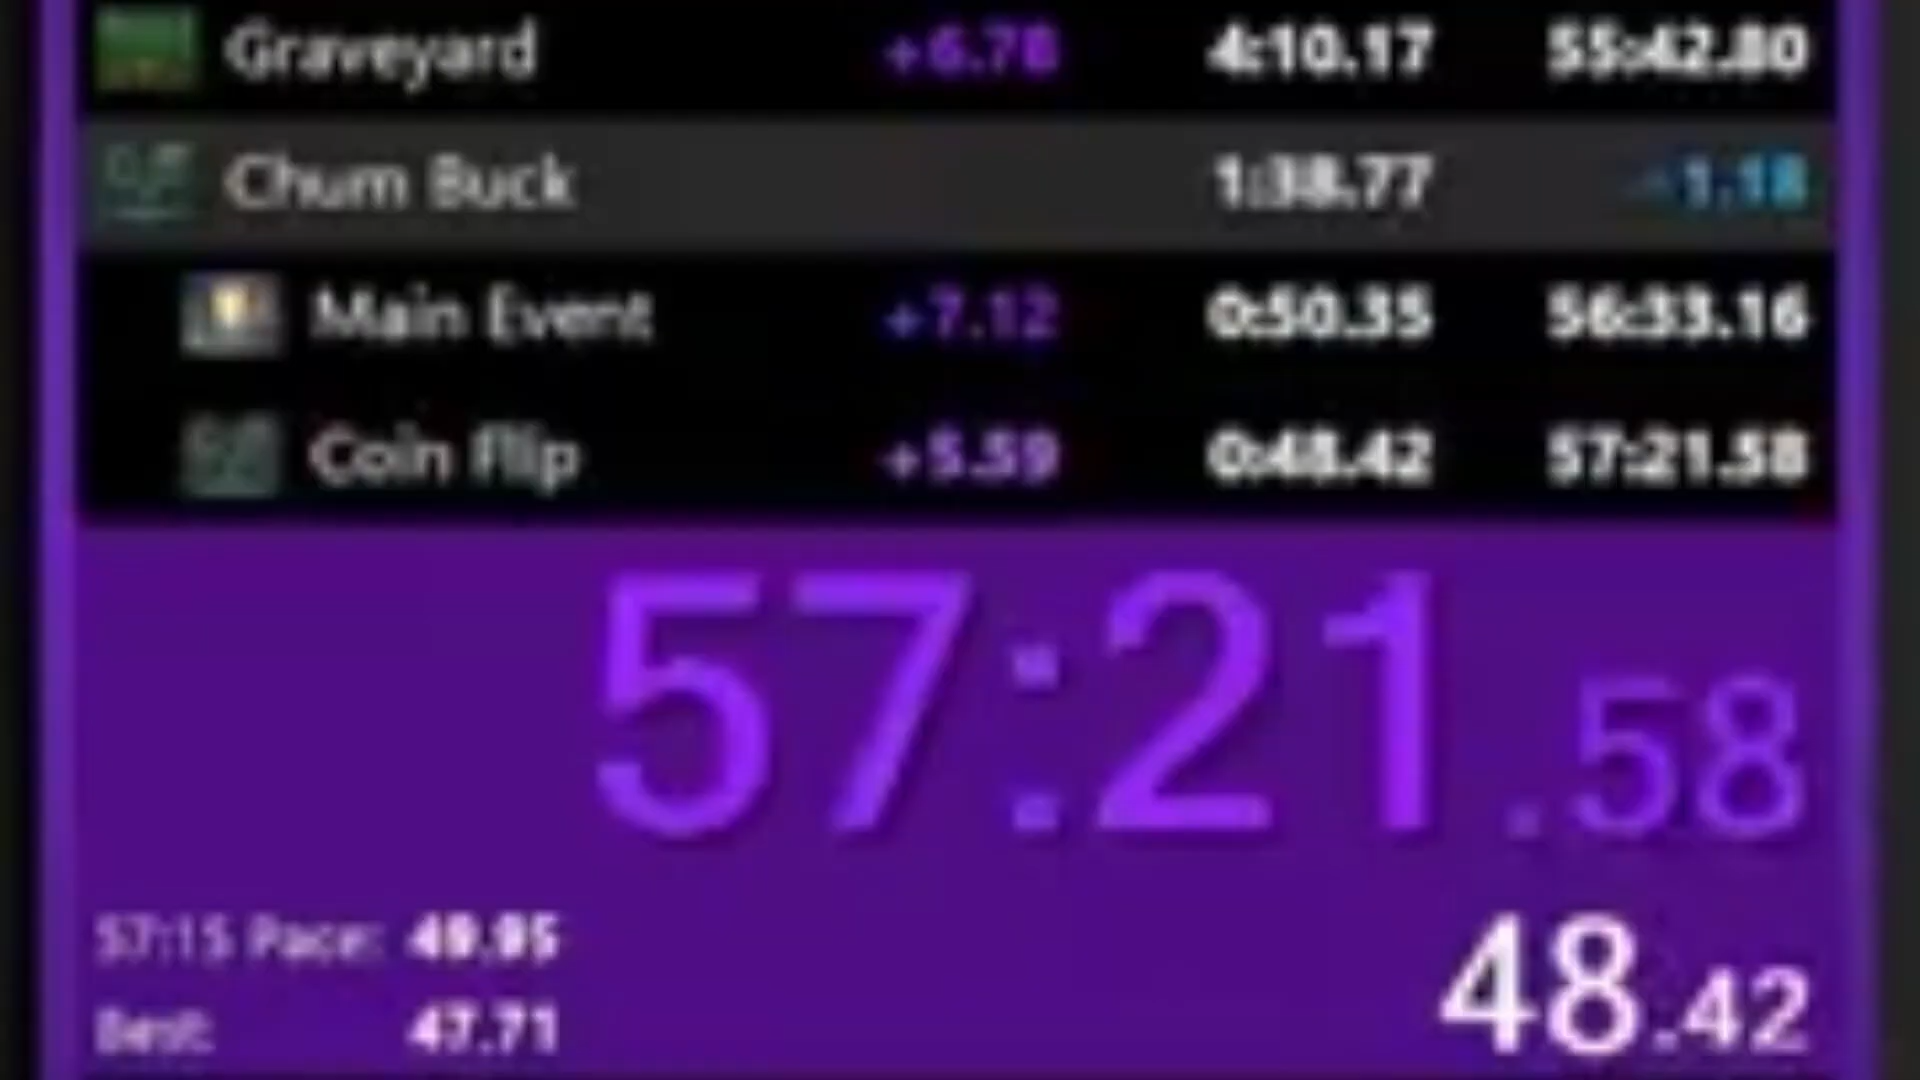 Graveyard +6.78 4:10.17 55:42.80
Chum Buck 1:38.77 -1.18
Main Event +7.12 0:50.35 56:33.16
Coin Flip +5.59 0:48.42 57:21.58
57:21.58
57:15 Pace: 49.95
48.42
Best: 47.71